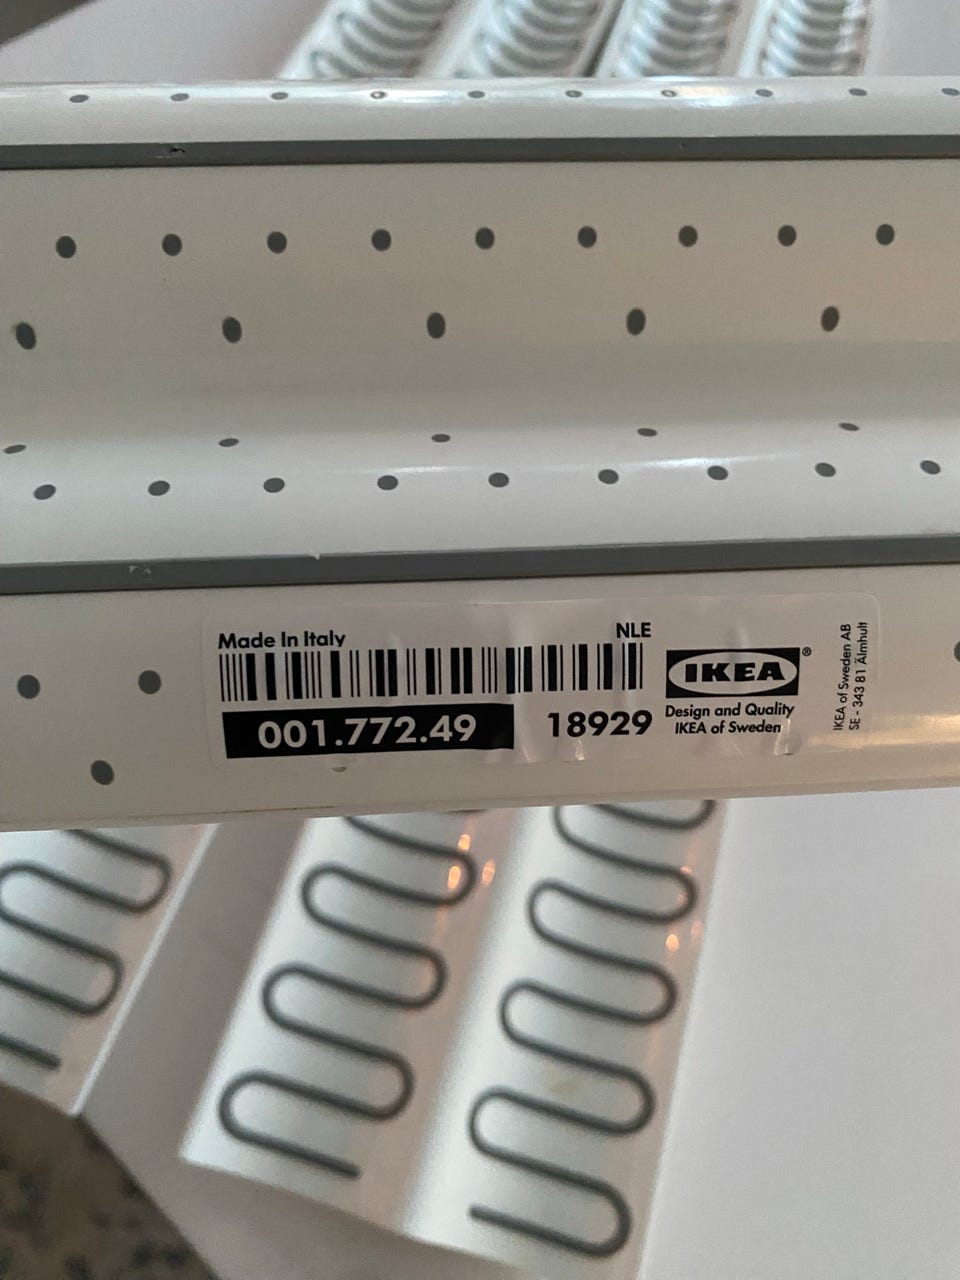 Made In Italy
NLE
001.772.49
18929
IKEA®
Design and Quality
IKEA of Sweden
IKEA of Sweden AB
SE - 343 81 Älmhult